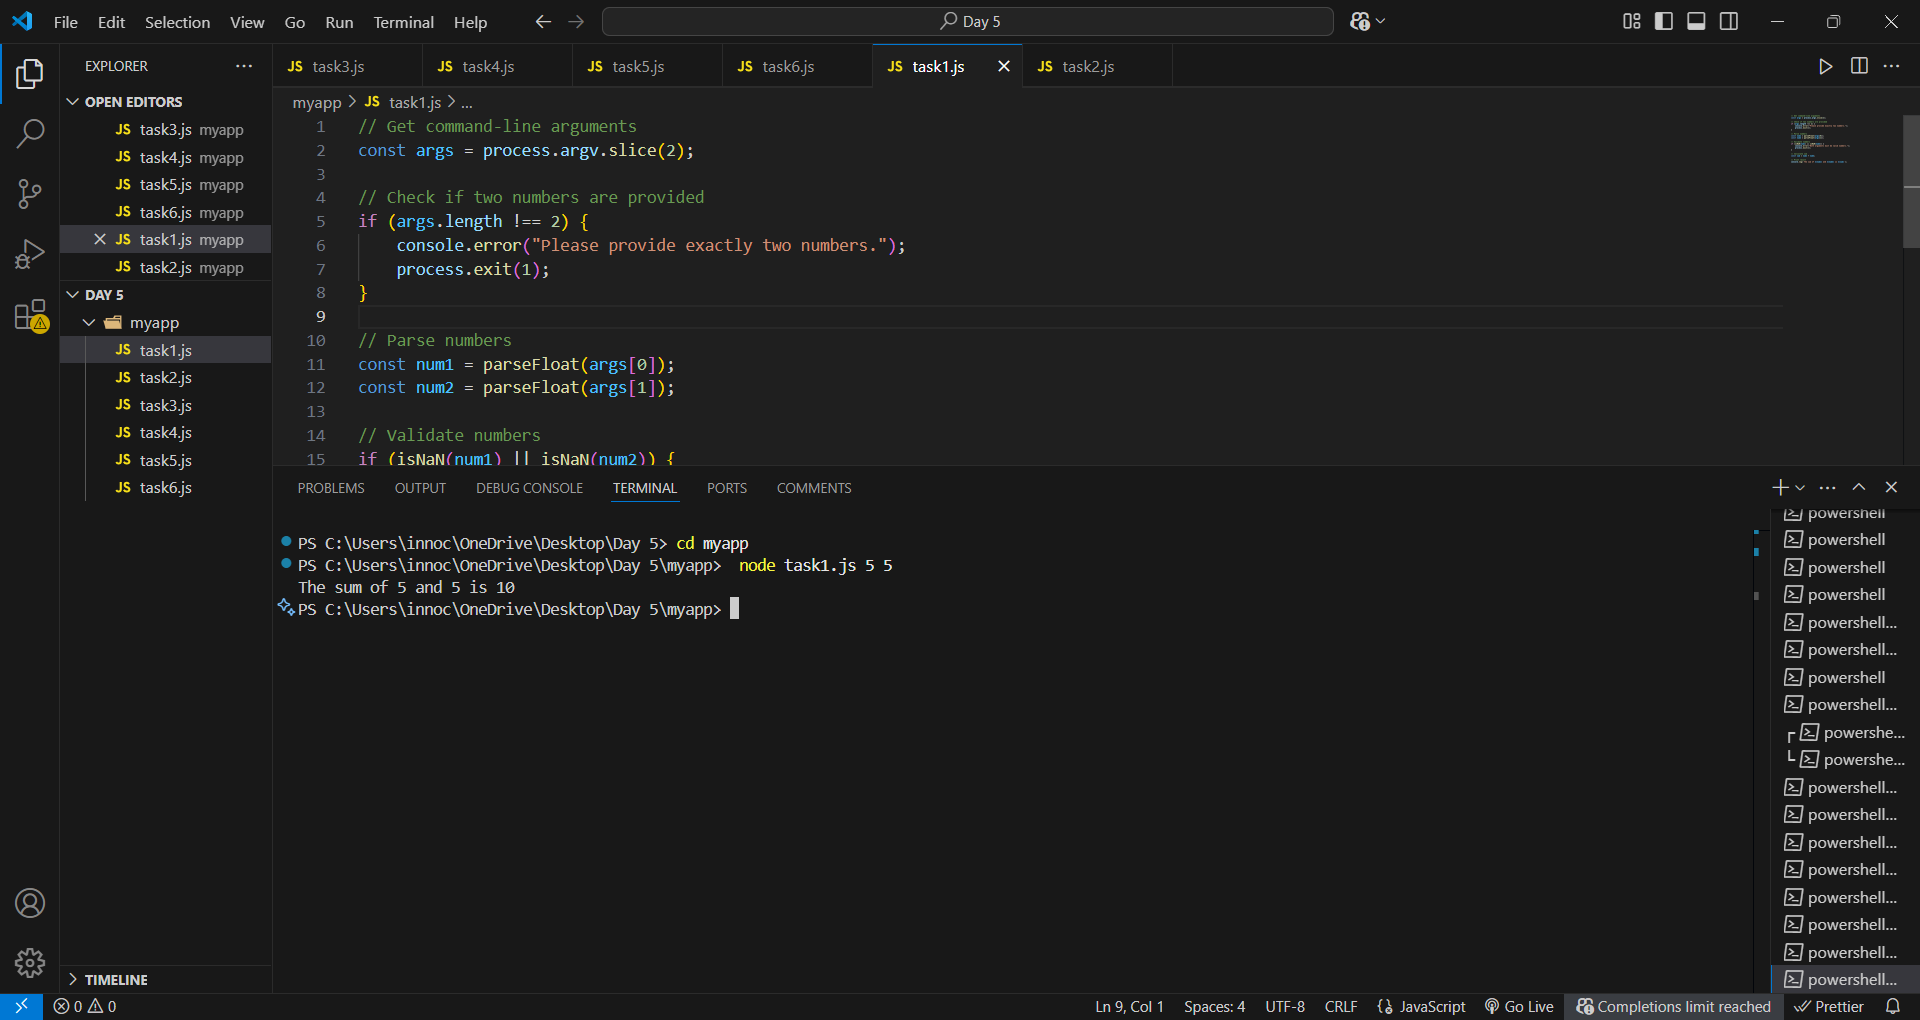 File Edit Selection View Go Run Terminal Help
Day 5
EXPLORER
OPEN EDITORS
JS task3.js myapp
JS task4.js myapp
JS task5.js myapp
JS task6.js myapp
JS task1.js myapp
JS task2.js myapp
DAY 5
myapp
JS task1.js
JS task2.js
JS task3.js
JS task4.js
JS task5.js
JS task6.js
TIMELINE
JS task3.js JS task4.js JS task5.js JS task6.js JS task1.js JS task2.js
myapp > JS task1.js > ...
1 // Get command-line arguments
2 const args = process.argv.slice(2);
3
4 // Check if two numbers are provided
5 if (args.length !== 2) {
6 console.error("Please provide exactly two numbers.");
7 process.exit(1);
8 }
9
10 // Parse numbers
11 const num1 = parseFloat(args[0]);
12 const num2 = parseFloat(args[1]);
13
14 // Validate numbers
15 if (isNaN(num1) || isNaN(num2)) {
PROBLEMS OUTPUT DEBUG CONSOLE TERMINAL PORTS COMMENTS
PS C:\Users\innoc\OneDrive\Desktop\Day 5> cd myapp
PS C:\Users\innoc\OneDrive\Desktop\Day 5\myapp> node task1.js 5 5
The sum of 5 and 5 is 10
PS C:\Users\innoc\OneDrive\Desktop\Day 5\myapp>
powershell
powershell
powershell
powershell
powershell...
powershell...
powershell
powershell...
powershe...
powershe...
powershell...
powershell...
powershell...
powershell...
powershell...
powershell...
powershell...
powershell...
0 0
Ln 9, Col 1 Spaces: 4 UTF-8 CRLF {} JavaScript Go Live Completions limit reached Prettier